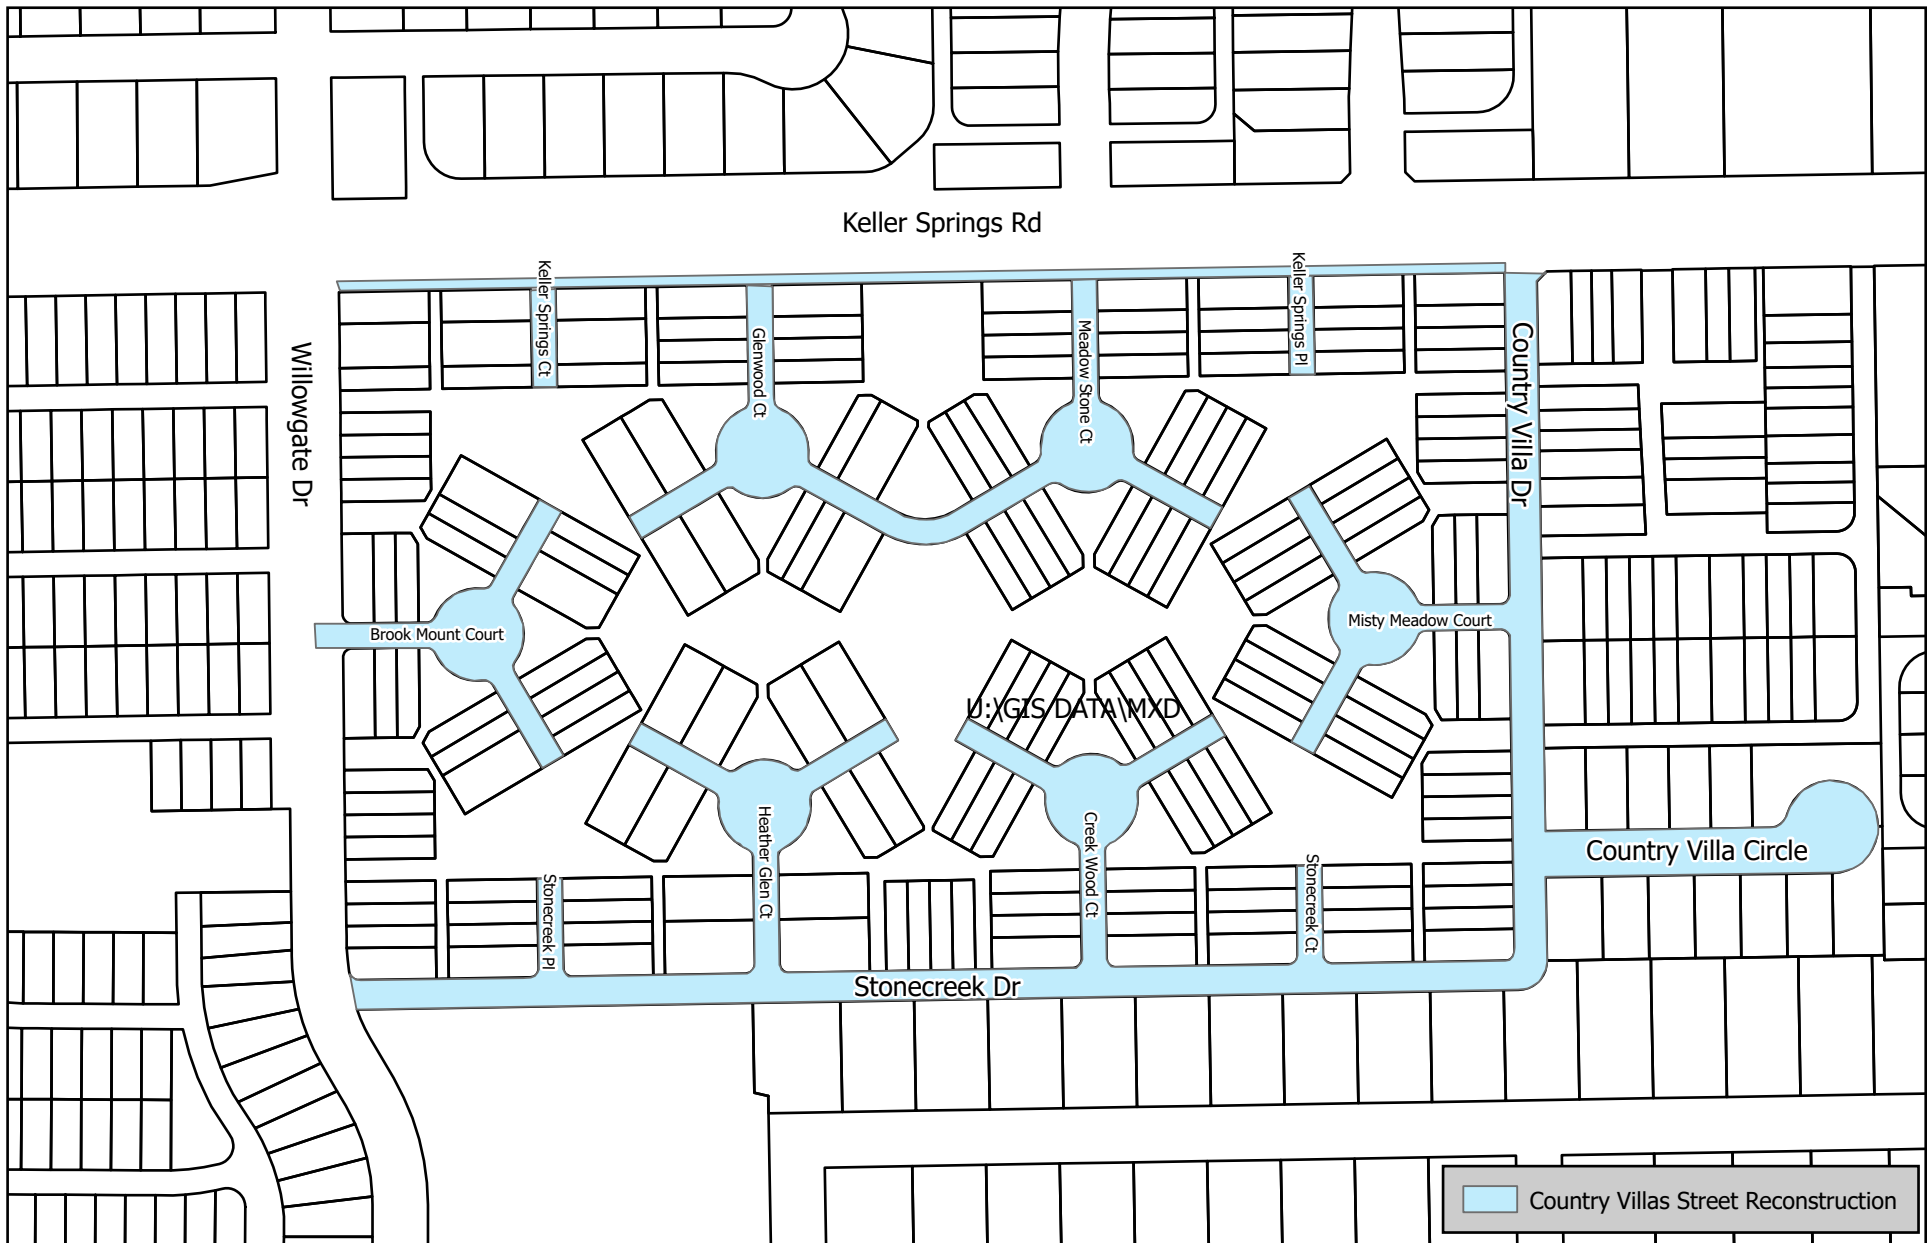 Keller Springs Rd
Keller Springs Ct
Keller Springs Pl
Glenwood Ct
Meadow Stone Ct
Country Villa Dr
Willowgate Dr
Brook Mount Court
Misty Meadow Court
U:\GIS DATA\MXD
Heather Glen Ct
Creek Wood Ct
Country Villa Circle
Stonecreek Pl
Stonecreek Ct
Stonecreek Dr
Country Villas Street Reconstruction